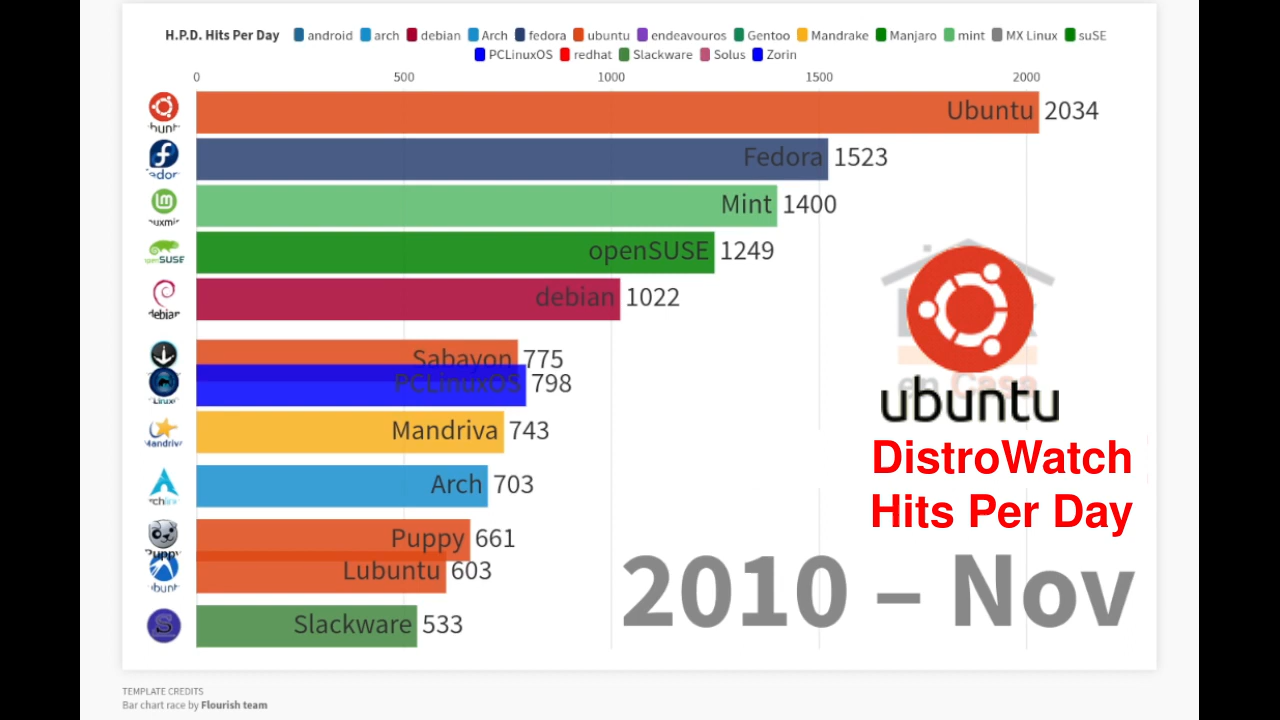 H.P.D. Hits Per Day android arch debian Arch fedora ubuntu endeavouros Gentoo Mandrake Manjaro mint MX Linux suSE
PCLinuxOS redhat Slackware Solus Zorin
0 500 1000 1500 2000
Ubuntu 2034
Fedora 1523
Mint 1400
openSUSE 1249
debian 1022
Sabayon 775
PCLinuxOS 798
Mandriva 743
Arch 703
Puppy 661
Lubuntu 603
Slackware 533
en Casa
ubuntu
DistroWatch
Hits Per Day
2010 – Nov
TEMPLATE CREDITS
Bar chart race by Flourish team